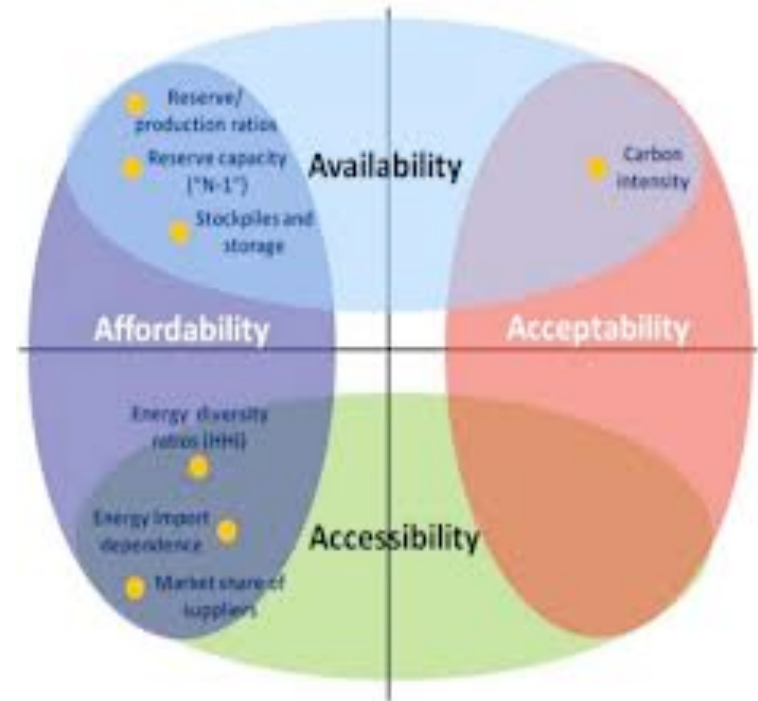 Reserve/
production ratios
Reserve capacity
("N-1")
Stockpiles and
storage
Availability
Carbon
intensity
Affordability
Acceptability
Energy diversity
ratios (HHI)
Energy Import
dependence
Accessibility
Market share of
suppliers